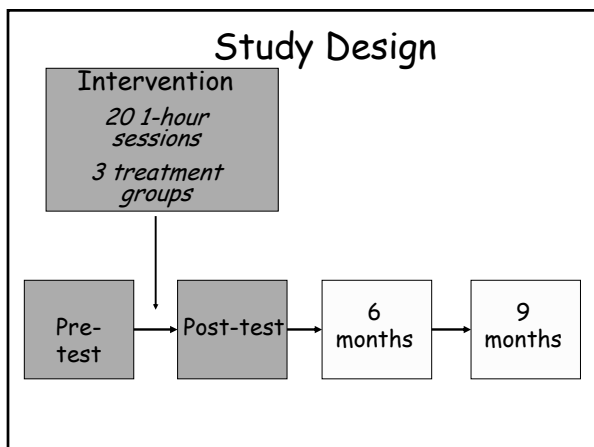 Study Design
Intervention
20 1-hour
sessions
3 treatment
groups
Pre-
test
Post-test
6
months
9
months